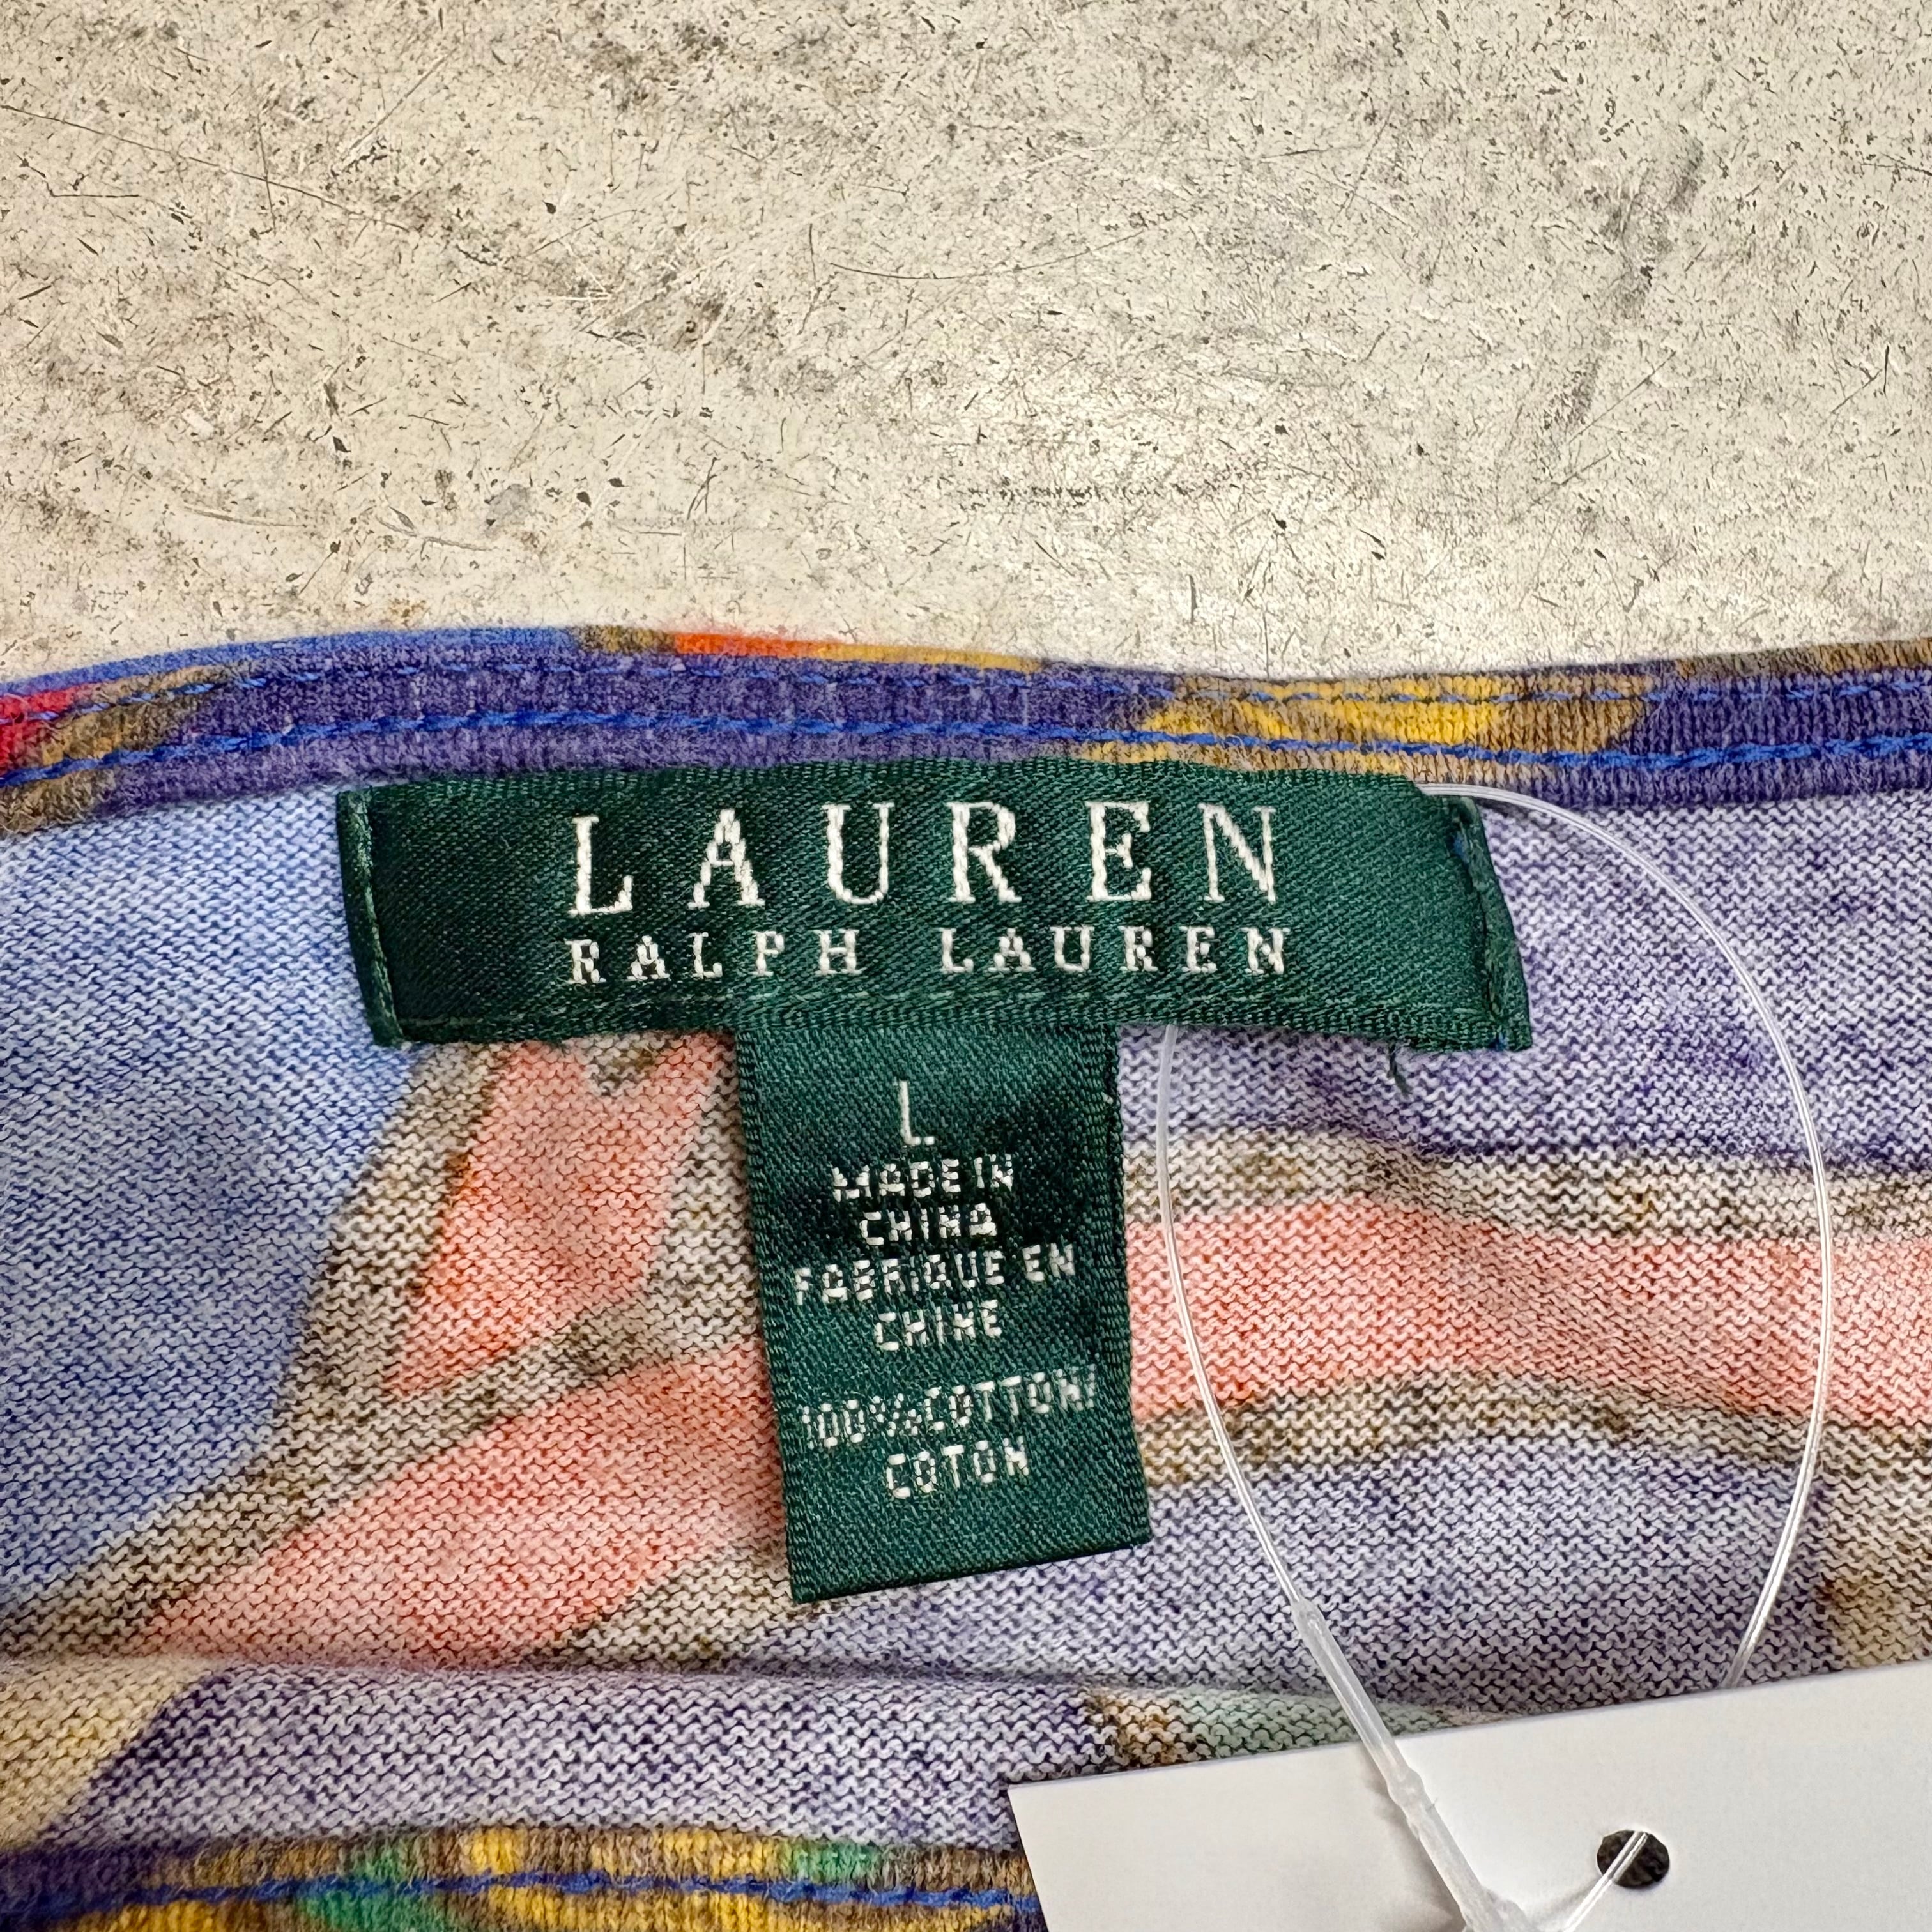 LAUREN
RALPH LAUREN
L
MADE IN
CHINA
FABRIQUE EN
CHINE
100%COTTON/
COTON